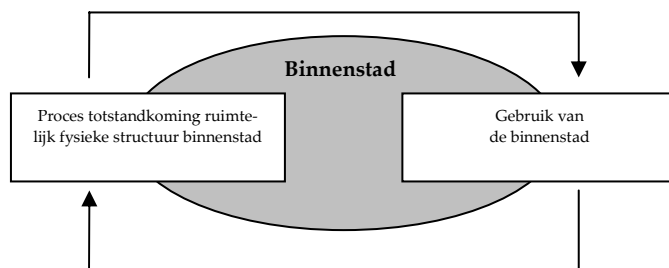 Binnenstad
Proces totstandkoming ruimte-
lijk fysieke structuur binnenstad
Gebruik van
de binnenstad